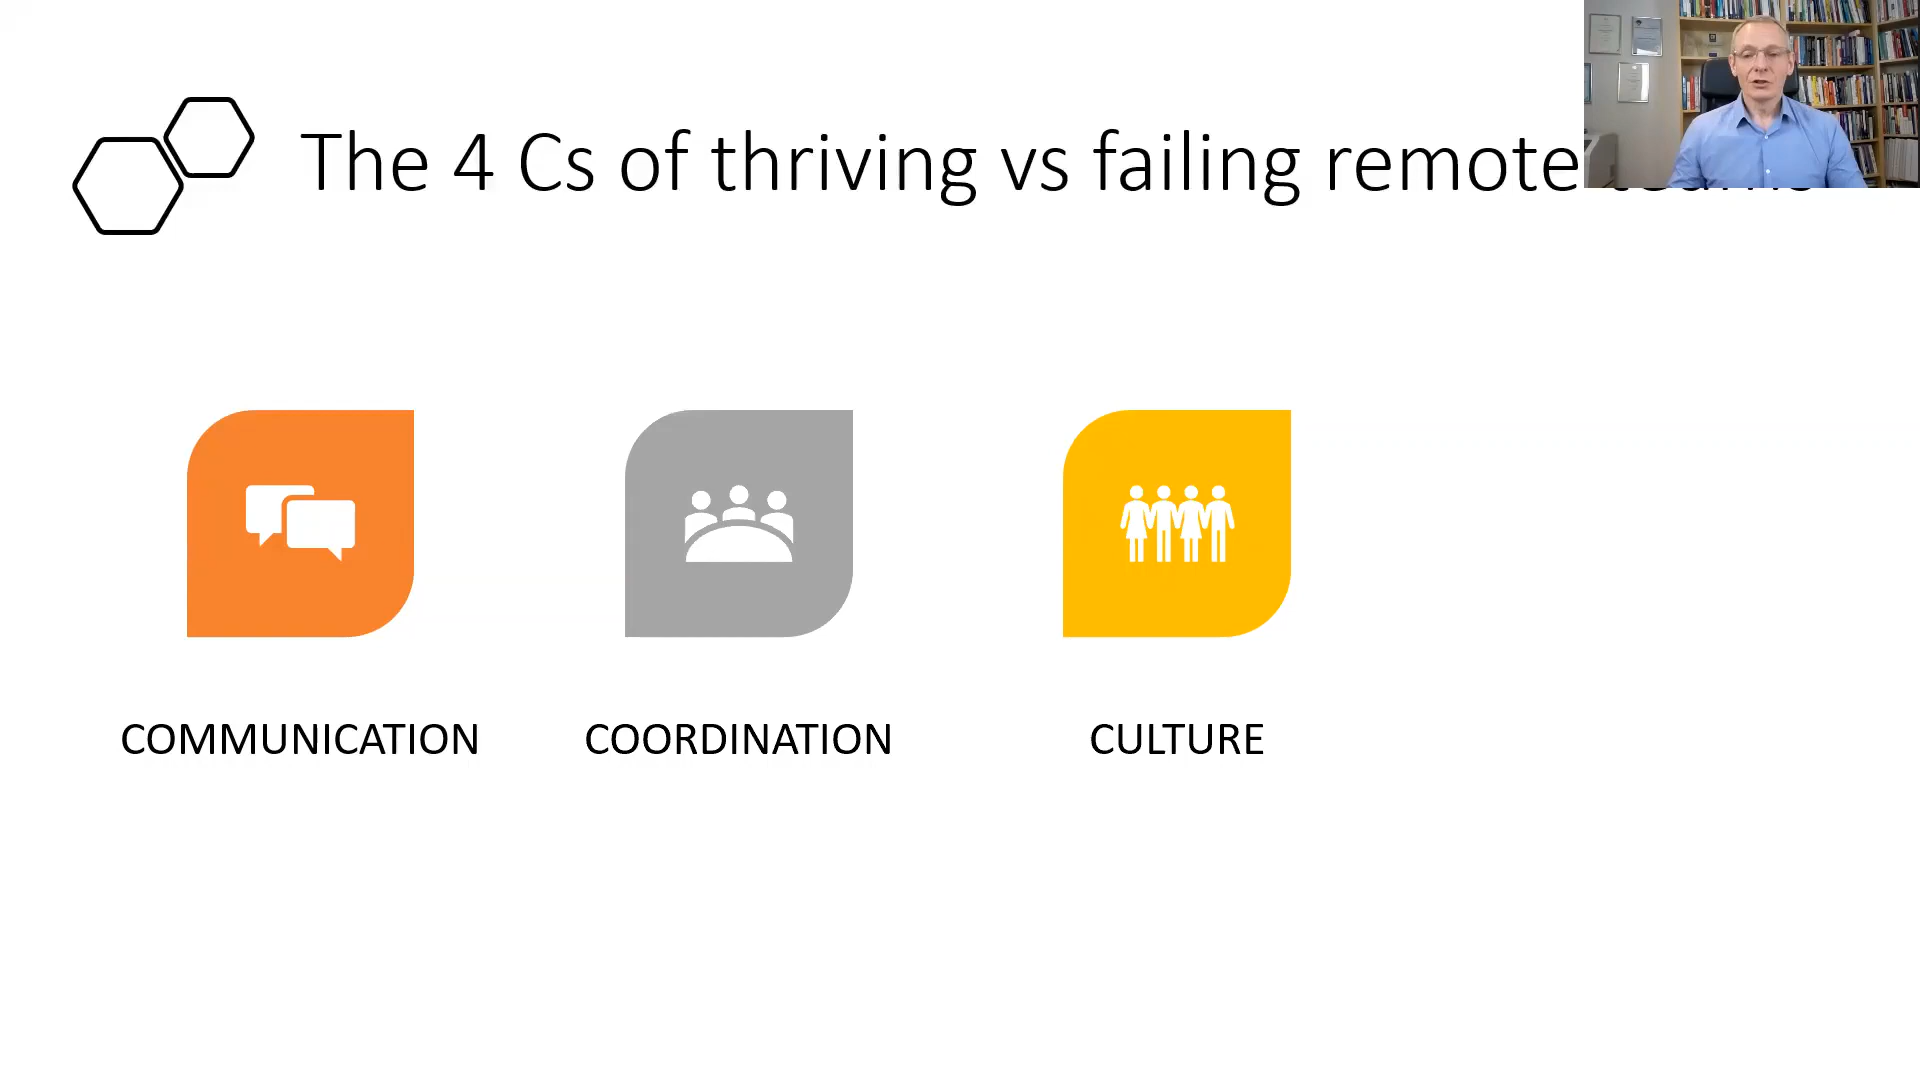 The 4 Cs of thriving vs failing remote
COMMUNICATION
COORDINATION
CULTURE